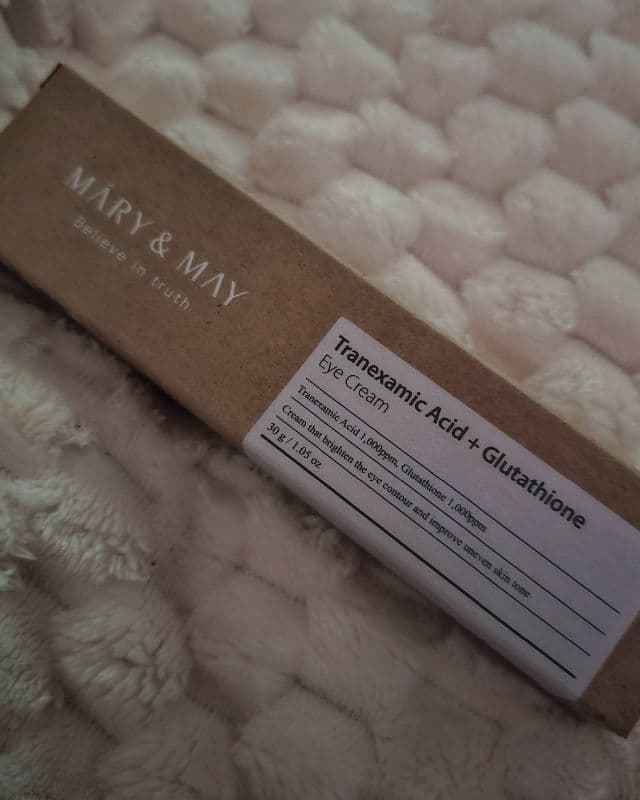 MÁRY & MAY
Believe in truth
Tranexamic Acid + Glutathione
Eye Cream
Tranexamic Acid 1,000ppm, Glutathione 1,000ppm
Cream that brighten the eye contour and improve uneven skin tone
30 g / 1.05 oz